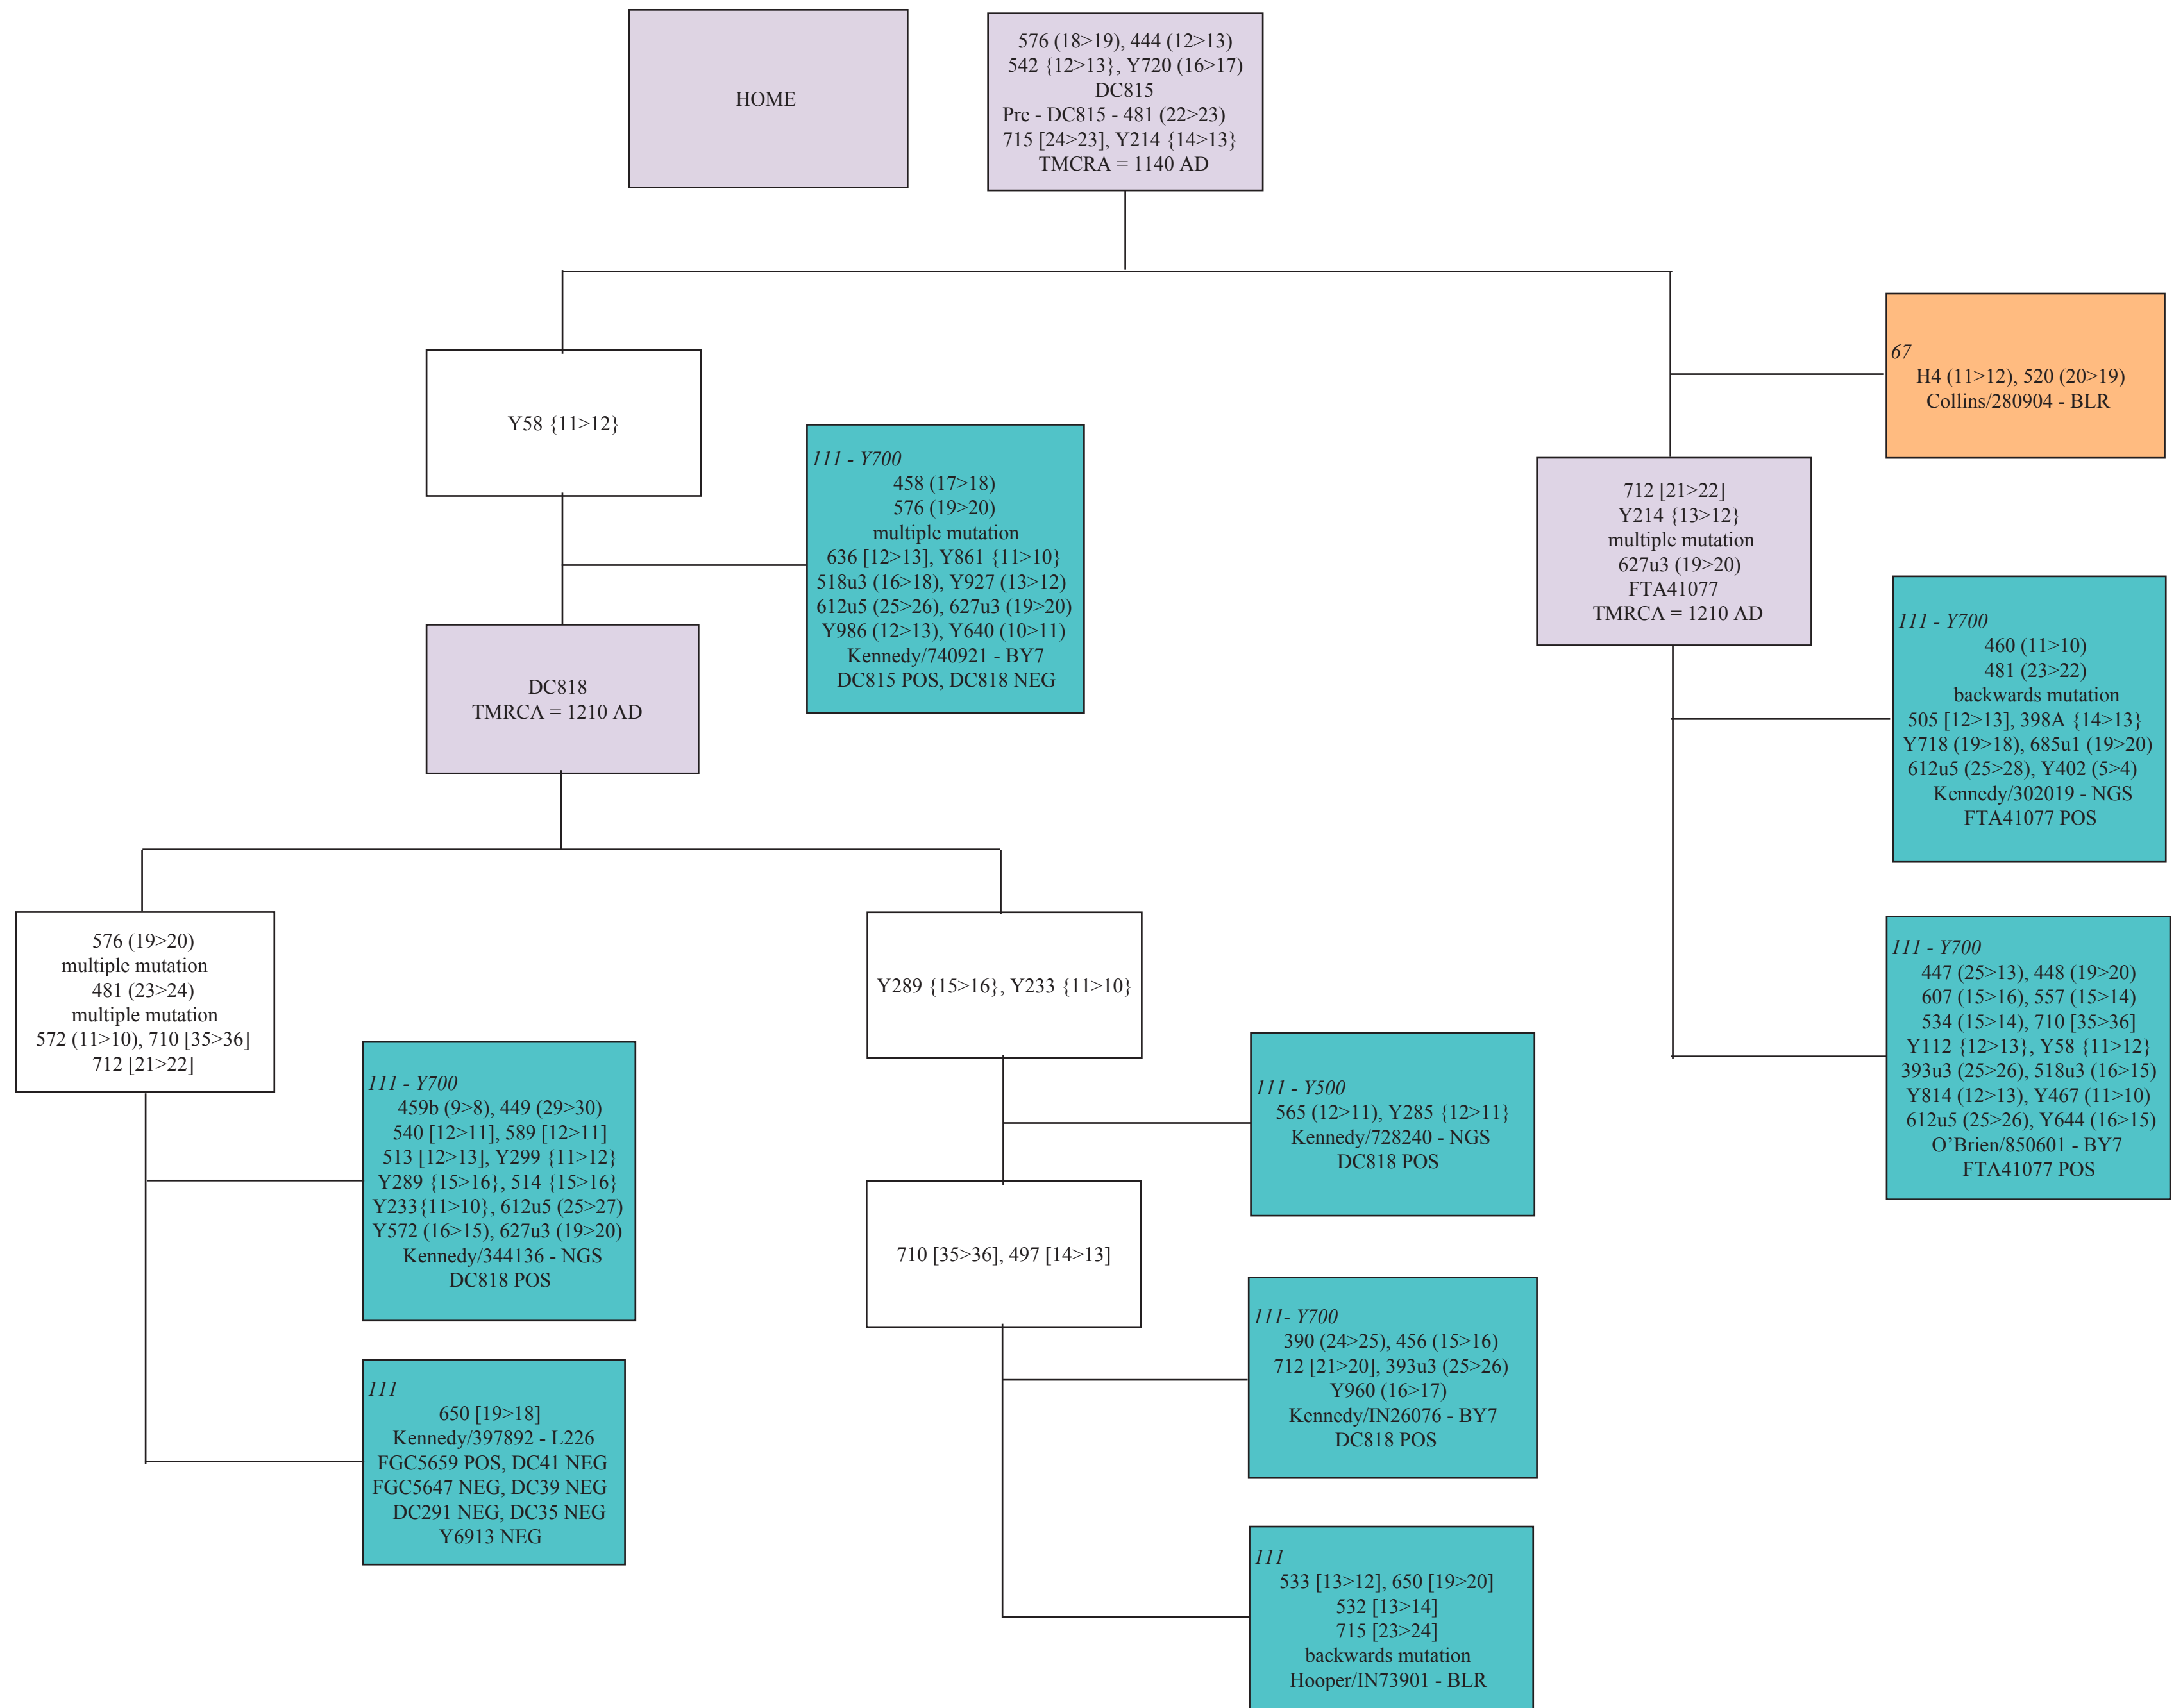 HOME
576 (18>19), 444 (12>13)
542 {12>13}, Y720 (16>17)
DC815
Pre - DC815 - 481 (22>23)
715 [24>23], Y214 {14>13}
TMCRA = 1140 AD
67
H4 (11>12), 520 (20>19)
Collins/280904 - BLR
Y58 {11>12}
111 - Y700
458 (17>18)
576 (19>20)
multiple mutation
636 [12>13], Y861 {11>10}
518u3 (16>18), Y927 (13>12)
612u5 (25>26), 627u3 (19>20)
Y986 (12>13), Y640 (10>11)
Kennedy/740921 - BY7
DC815 POS, DC818 NEG
712 [21>22]
Y214 {13>12}
multiple mutation
627u3 (19>20)
FTA41077
TMRCA = 1210 AD
111 - Y700
460 (11>10)
481 (23>22)
backwards mutation
505 [12>13], 398A {14>13}
Y718 (19>18), 685u1 (19>20)
612u5 (25>28), Y402 (5>4)
Kennedy/302019 - NGS
FTA41077 POS
DC818
TMRCA = 1210 AD
576 (19>20)
multiple mutation
481 (23>24)
multiple mutation
572 (11>10), 710 [35>36]
712 [21>22]
Y289 {15>16}, Y233 {11>10}
111 - Y700
447 (25>13), 448 (19>20)
607 (15>16), 557 (15>14)
534 (15>14), 710 [35>36]
Y112 {12>13}, Y58 {11>12}
393u3 (25>26), 518u3 (16>15)
Y814 (12>13), Y467 (11>10)
612u5 (25>26), Y644 (16>15)
O’Brien/850601 - BY7
FTA41077 POS
111 - Y700
459b (9>8), 449 (29>30)
540 [12>11], 589 [12>11]
513 [12>13], Y299 {11>12}
Y289 {15>16}, 514 {15>16}
Y233{11>10}, 612u5 (25>27)
Y572 (16>15), 627u3 (19>20)
Kennedy/344136 - NGS
DC818 POS
111 - Y500
565 (12>11), Y285 {12>11}
Kennedy/728240 - NGS
DC818 POS
710 [35>36], 497 [14>13]
111- Y700
390 (24>25), 456 (15>16)
712 [21>20], 393u3 (25>26)
Y960 (16>17)
Kennedy/IN26076 - BY7
DC818 POS
111
650 [19>18]
Kennedy/397892 - L226
FGC5659 POS, DC41 NEG
FGC5647 NEG, DC39 NEG
DC291 NEG, DC35 NEG
Y6913 NEG
111
533 [13>12], 650 [19>20]
532 [13>14]
715 [23>24]
backwards mutation
Hooper/IN73901 - BLR